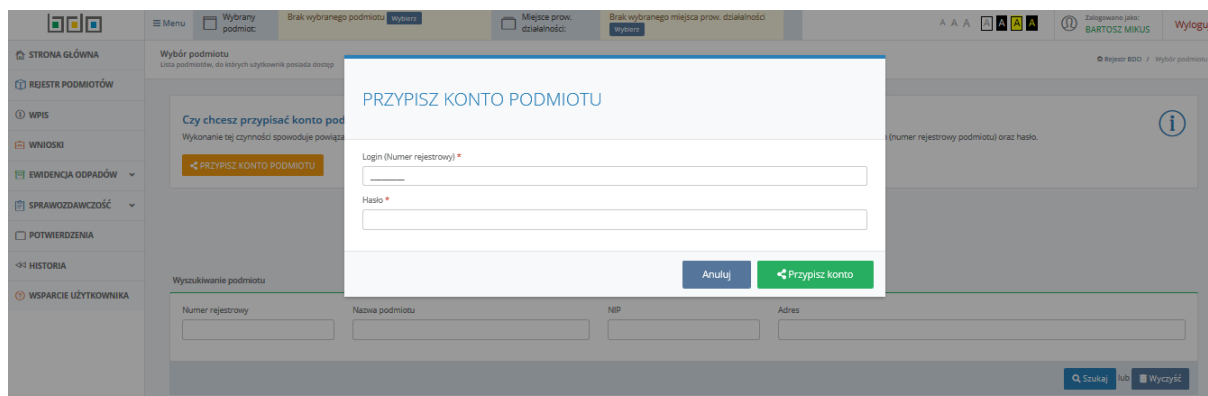 Menu
Wybrany podmiot:
Brak wybranego podmiotu Wybierz
Miejsce prow. działalności:
Brak wybranego miejsca prow. działalności
Wybierz
A A A A A A A
Zalogowano jako:
BARTOSZ MIKUS
Wylogu
STRONA GŁÓWNA
REJESTR PODMIOTÓW
WPIS
WNIOSKI
EWIDENCJA ODPADÓW
SPRAWOZDAWCZOŚĆ
POTWIERDZENIA
HISTORIA
WSPARCIE UŻYTKOWNIKA
Wybór podmiotu
Lista podmiotów, do których użytkownik posiada dostęp
Rejestr BDO / Wybór podmiotu
Czy chcesz przypisać konto pod
Wykonanie tej czynności spowoduje powiąza
(numer rejestrowy podmiotu) oraz hasło.
PRZYPISZ KONTO PODMIOTU
PRZYPISZ KONTO PODMIOTU
Login (Numer rejestrowy) *
Hasło *
Anuluj
Przypisz konto
Wyszukiwanie podmiotu
Numer rejestrowy
Nazwa podmiotu
NIP
Adres
Szukaj lub Wyczyść